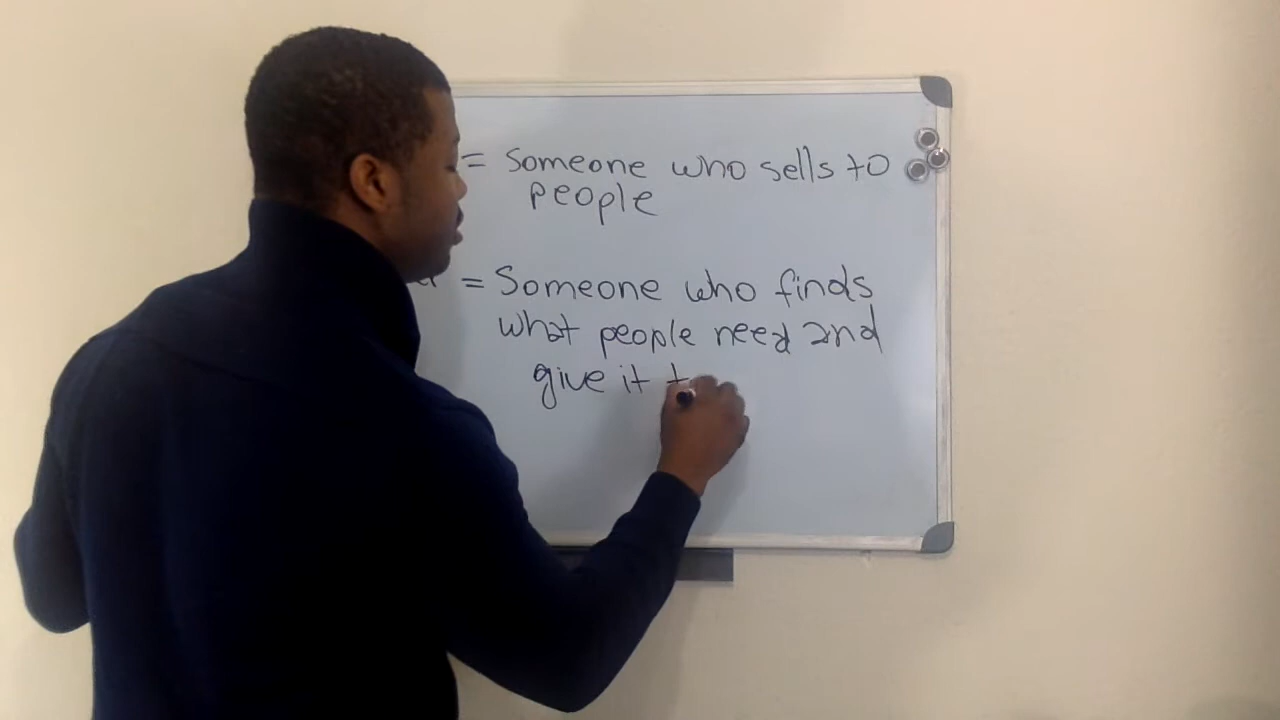 = Someone who sells to
people
= Someone who finds
what people need and
give it t